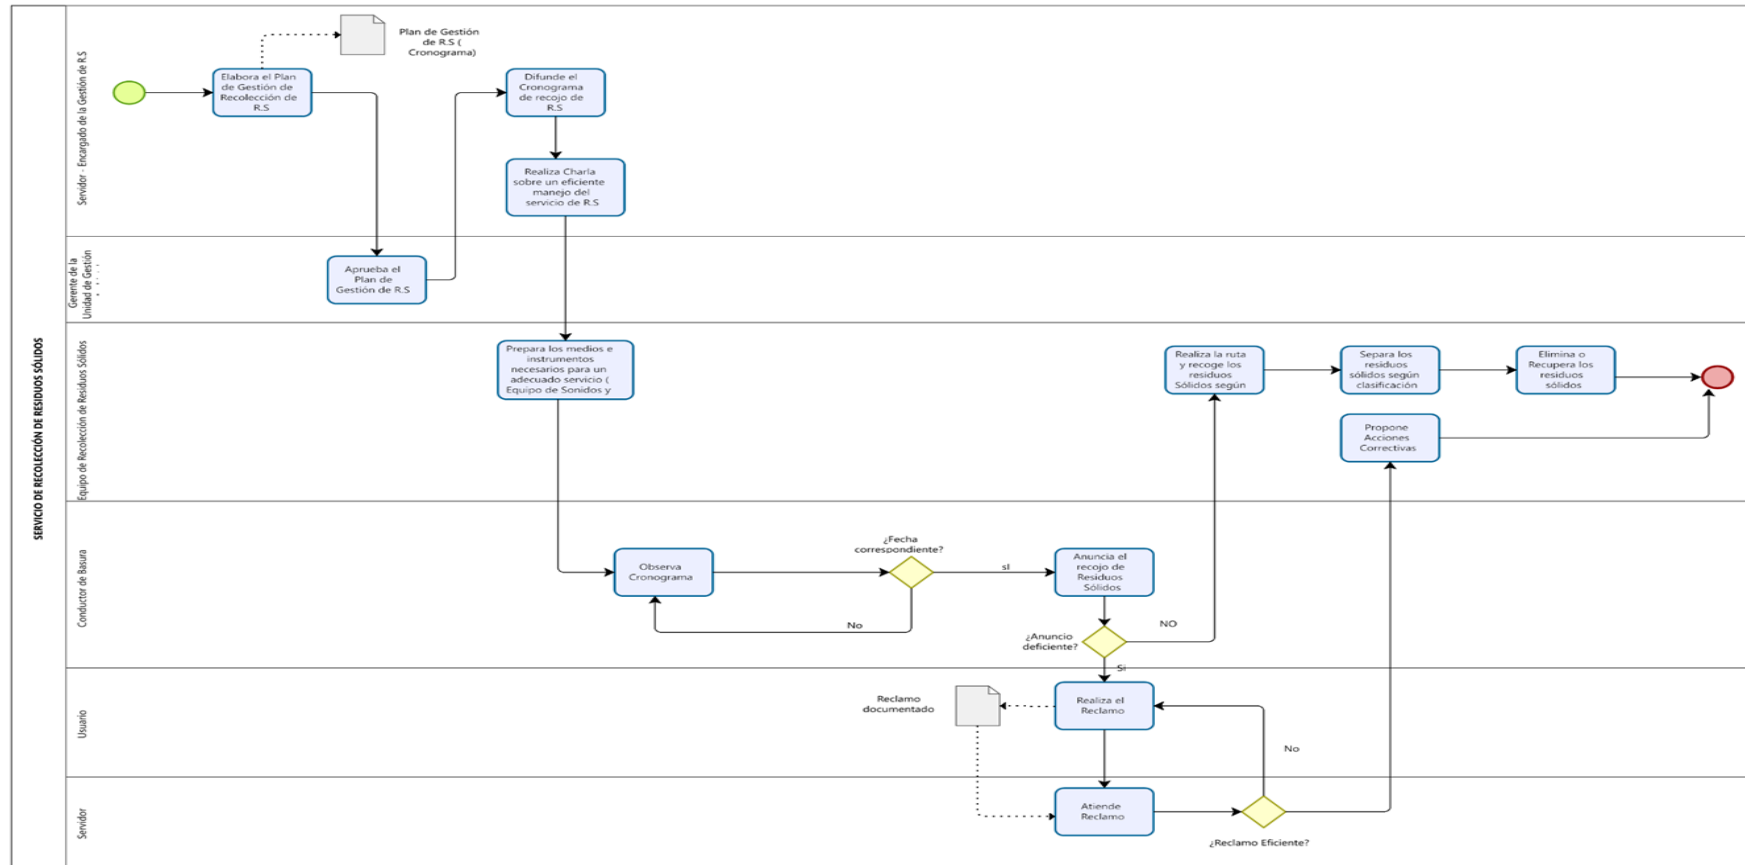 SERVICIO DE RECOLECCIÓN DE RESIDUOS SÓLIDOS
Servidor - Encargado de la Gestión de R.S
Elabora el Plan
de Gestión de
Recolección de
R.S
Plan de Gestión
de R.S (
Cronograma)
Difunde el
Cronograma
de recojo de
R.S
Realiza Charla
sobre un eficiente
manejo del
servicio de R.S
Gerente de la
Unidad de Gestión
Aprueba el
Plan de
Gestión de R.S
Equipo de Recolección de Residuos Sólidos
Prepara los medios e
instrumentos
necesarios para un
adecuado servicio (
Equipo de Sonidos y
Realiza la ruta
y recoge los
residuos
Sólidos según
Separa los
residuos
sólidos según
clasificación
Elimina o
Recupera los
residuos
sólidos
Propone
Acciones
Correctivas
Conductor de Basura
Observa
Cronograma
¿Fecha
correspondiente?
No
sI
Anuncia el
recojo de
Residuos
Sólidos
¿Anuncio
deficiente?
NO
Si
Usuario
Reclamo
documentado
Realiza el
Reclamo
No
Servidor
Atiende
Reclamo
¿Reclamo Eficiente?